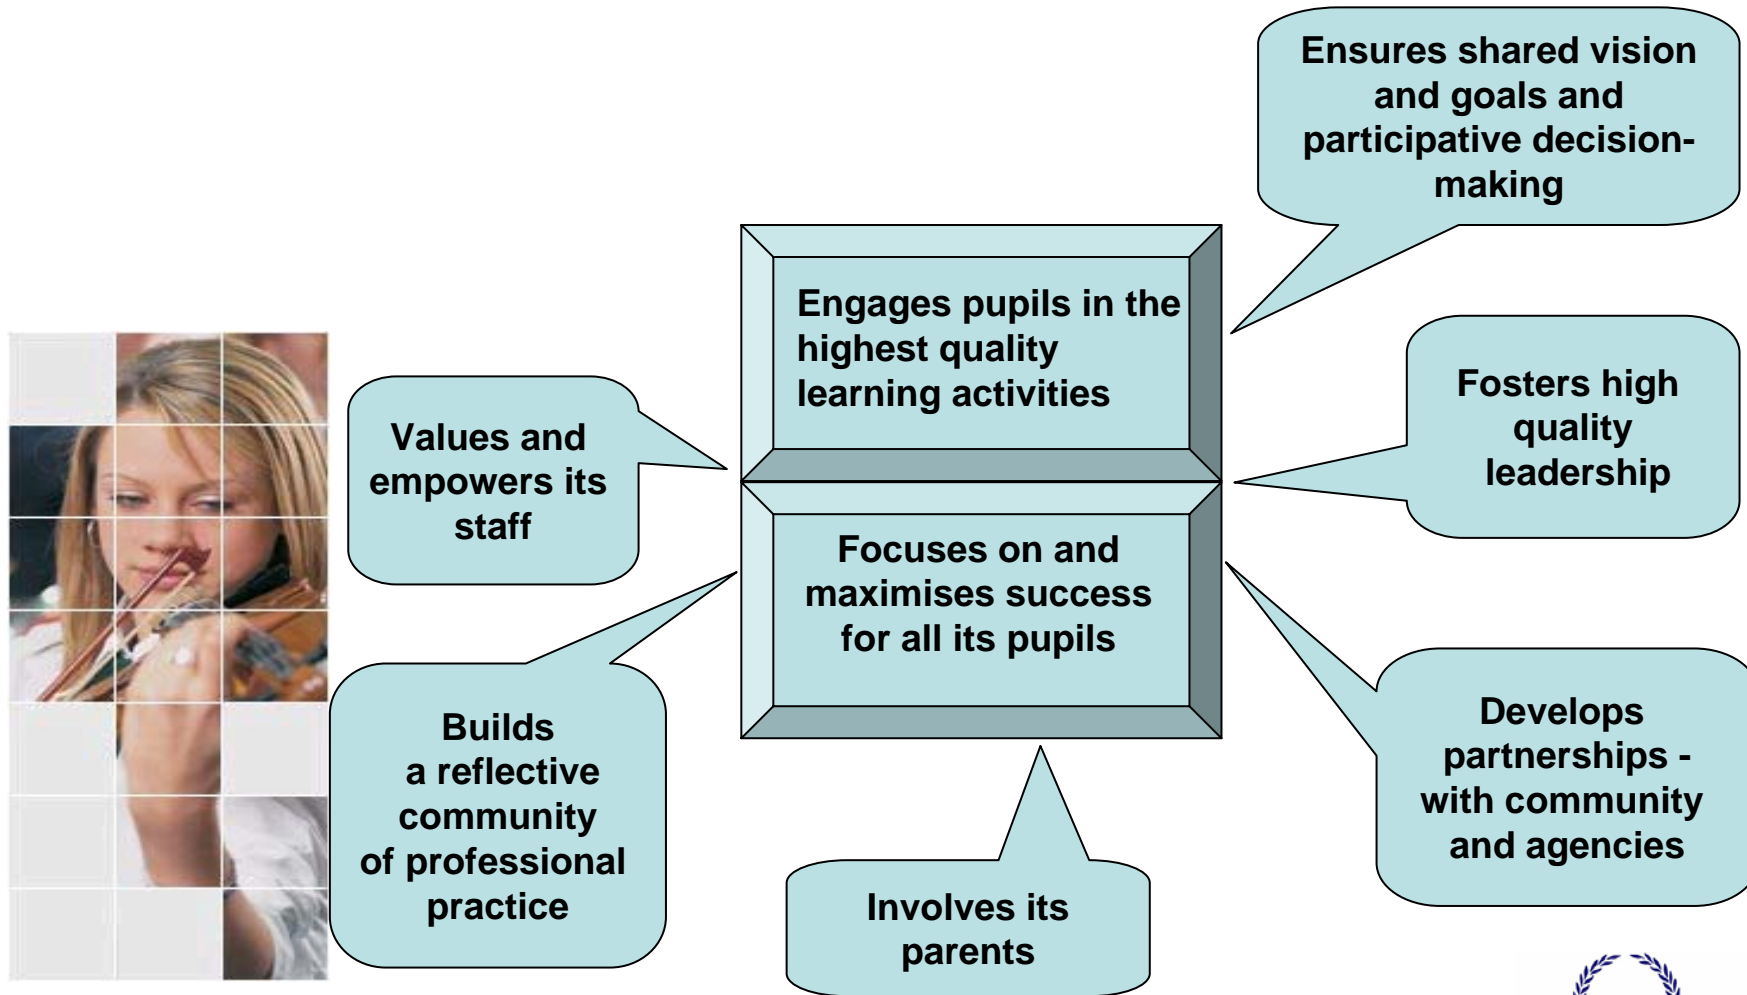 Ensures shared vision
and goals and
participative decision-
making
Engages pupils in the
highest quality
learning activities
Fosters high
quality
leadership
Values and
empowers its
staff
Focuses on and
maximises success
for all its pupils
Builds
a reflective
community
of professional
practice
Develops
partnerships -
with community
and agencies
Involves its
parents